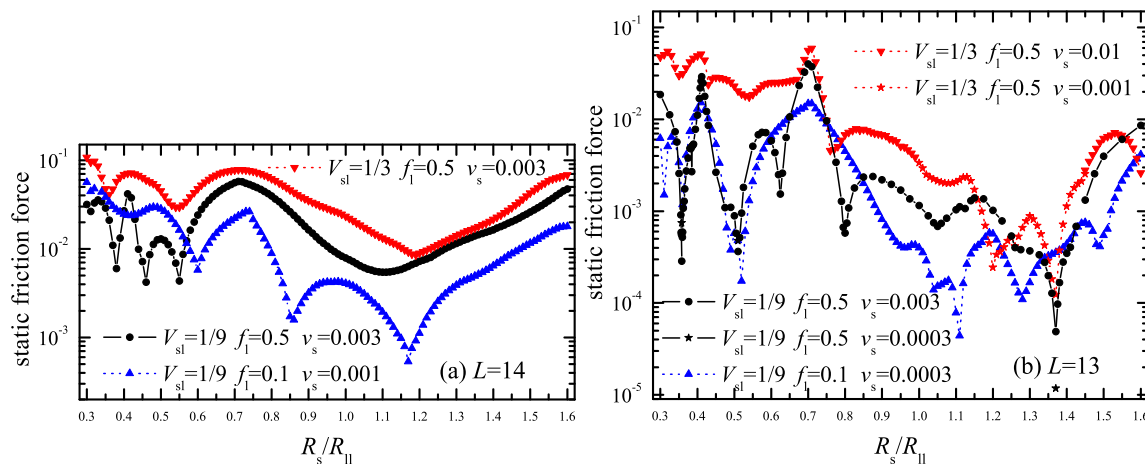 static friction force
10⁻¹
10⁻²
10⁻³
V_sl=1/3 f_l=0.5 v_s=0.003
V_sl=1/9 f_l=0.5 v_s=0.003
V_sl=1/9 f_l=0.1 v_s=0.001
(a) L=14
0.3 0.4 0.5 0.6 0.7 0.8 0.9 1.0 1.1 1.2 1.3 1.4 1.5 1.6
R_s/R_ll
static friction force
10⁻¹
10⁻²
10⁻³
10⁻⁴
10⁻⁵
V_sl=1/3 f_l=0.5 v_s=0.01
V_sl=1/3 f_l=0.5 v_s=0.001
V_sl=1/9 f_l=0.5 v_s=0.003
V_sl=1/9 f_l=0.5 v_s=0.0003
V_sl=1/9 f_l=0.1 v_s=0.0003
(b) L=13
0.3 0.4 0.5 0.6 0.7 0.8 0.9 1.0 1.1 1.2 1.3 1.4 1.5 1.6
R_s/R_ll